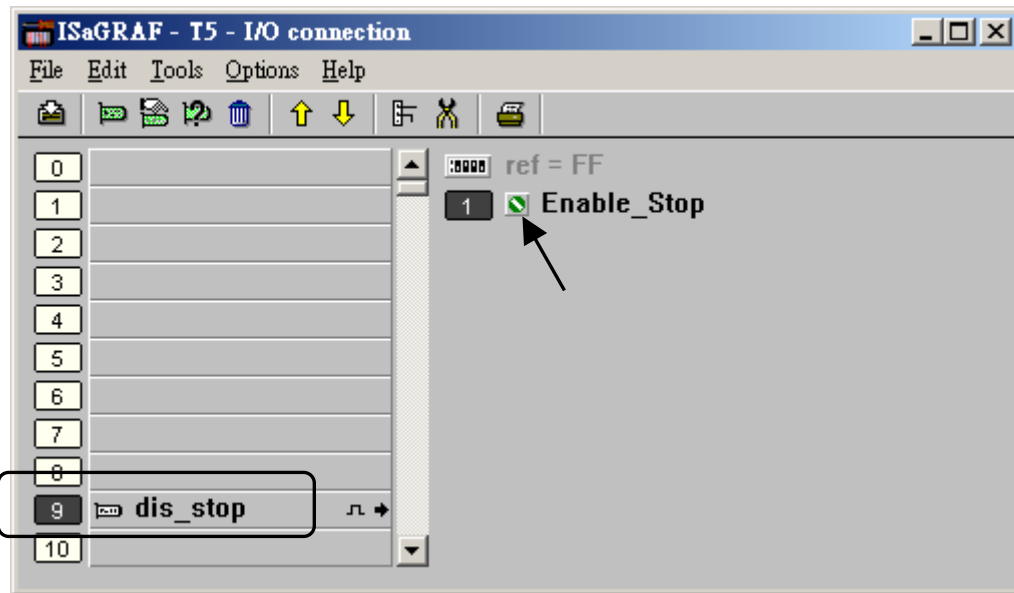 ISaGRAF - T5 - I/O connection
File Edit Tools Options Help
0
1
2
3
4
5
6
7
8
9 dis_stop
10
ref = FF
1 Enable_Stop